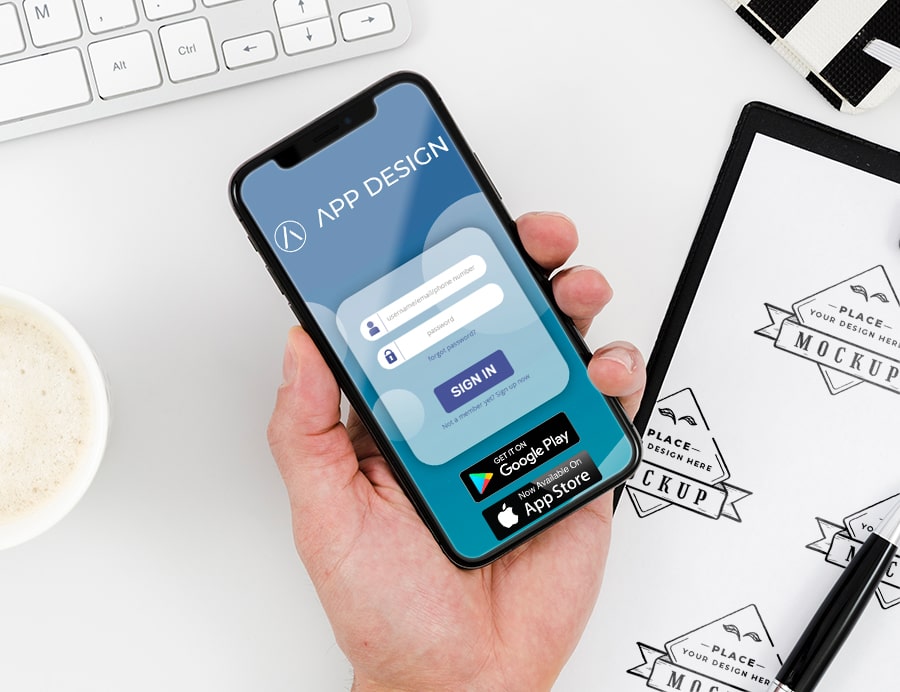 M
,
.
Alt
Ctrl
←
↑
↓
→
APP DESIGN
username/email/phone number
password
forgot password?
SIGN IN
Not a member yet? Sign up now
GET IT ON
Google Play
Now Available On
App Store
PLACE
YOUR DESIGN HERE
MOCKUP
PLACE
DESIGN HERE
MOCKUP
MO
PLACE
YOUR DESIGN HERE
MOCKUP